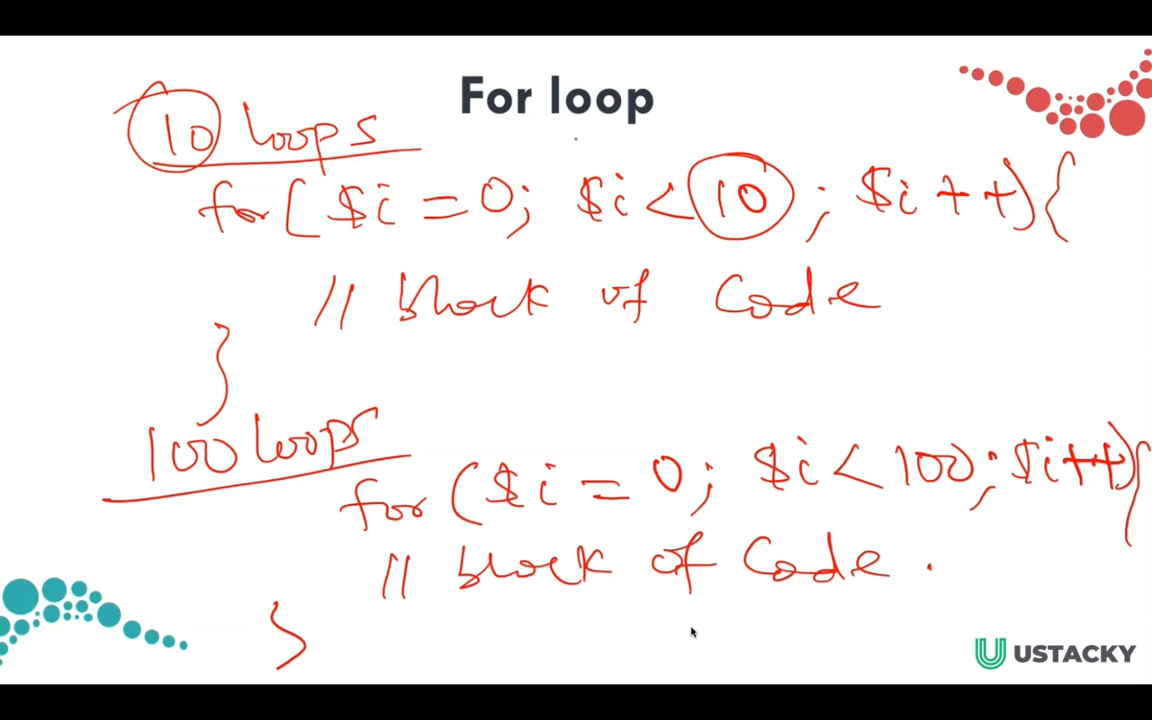 For loop
10 loops
for($i=0; $i<10; $i++){
// block of code
}
100 loops
for($i=0; $i<100; $i++){
// block of code.
}
USTACKY